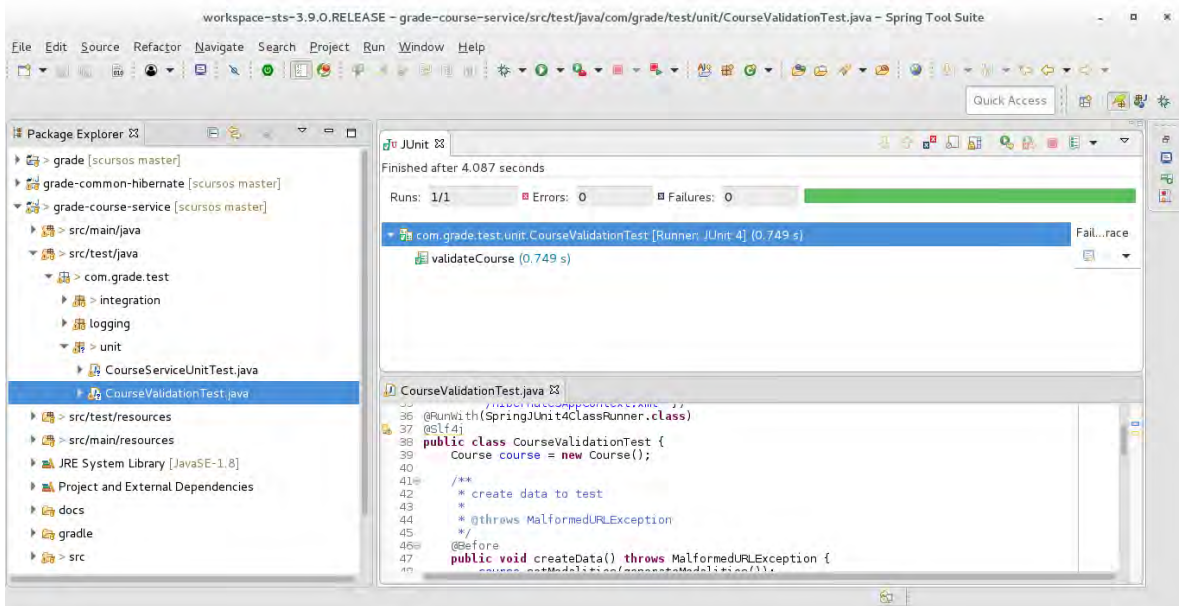 workspace-sts-3.9.0.RELEASE – grade-course-service/src/test/java/com/grade/test/unit/CourseValidationTest.java – Spring Tool Suite
File Edit Source Refactor Navigate Search Project Run Window Help
Quick Access
Package Explorer
> grade [scursos master]
> grade-common-hibernate [scursos master]
> grade-course-service [scursos master]
> src/main/java
> src/test/java
> com.grade.test
> integration
logging
> unit
CourseServiceUnitTest.java
CourseValidationTest.java
> src/test/resources
> src/main/resources
JRE System Library [JavaSE-1.8]
Project and External Dependencies
docs
gradle
> src
JUnit
Finished after 4.087 seconds
Runs: 1/1 Errors: 0 Failures: 0
com.grade.test.unit.CourseValidationTest [Runner: JUnit 4] (0.749 s)
validateCourse (0.749 s)
Fail...race
CourseValidationTest.java
36 @RunWith(SpringJUnit4ClassRunner.class)
37 @Slf4j
38 public class CourseValidationTest {
39 Course course = new Course();
40
41 /**
42 * create data to test
43 *
44 * @throws MalformedURLException
45 */
46 @Before
47 public void createData() throws MalformedURLException {